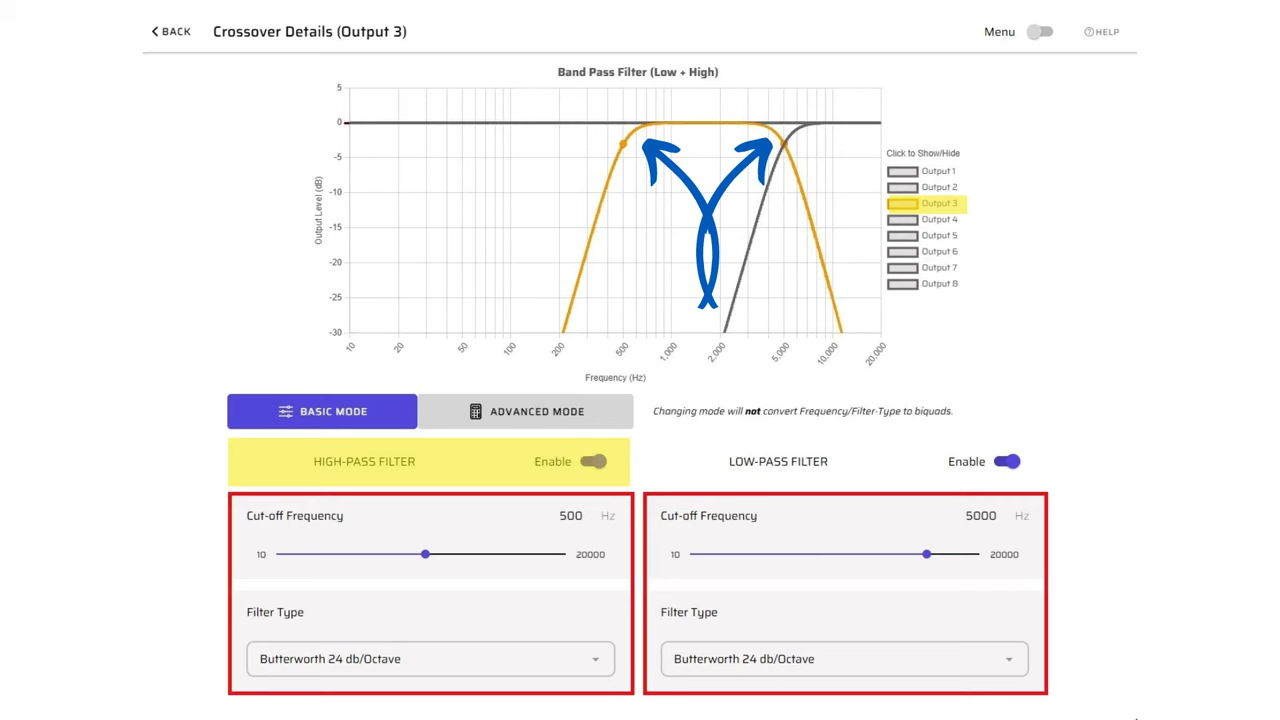 BACK
Crossover Details (Output 3)
Menu
HELP
Band Pass Filter (Low + High)
5
0
-5
-10
-15
-20
-25
-30
Output Level (dB)
10
20
50
100
200
500
1,000
2,000
5,000
10,000
20,000
Frequency (Hz)
Click to Show/Hide
Output 1
Output 2
Output 3
Output 4
Output 5
Output 6
Output 7
Output 8
BASIC MODE
ADVANCED MODE
Changing mode will not convert Frequency/Filter-Type to biquads.
HIGH-PASS FILTER
Enable
LOW-PASS FILTER
Enable
Cut-off Frequency
500 Hz
10
20000
Filter Type
Butterworth 24 db/Octave
Cut-off Frequency
5000 Hz
10
20000
Filter Type
Butterworth 24 db/Octave